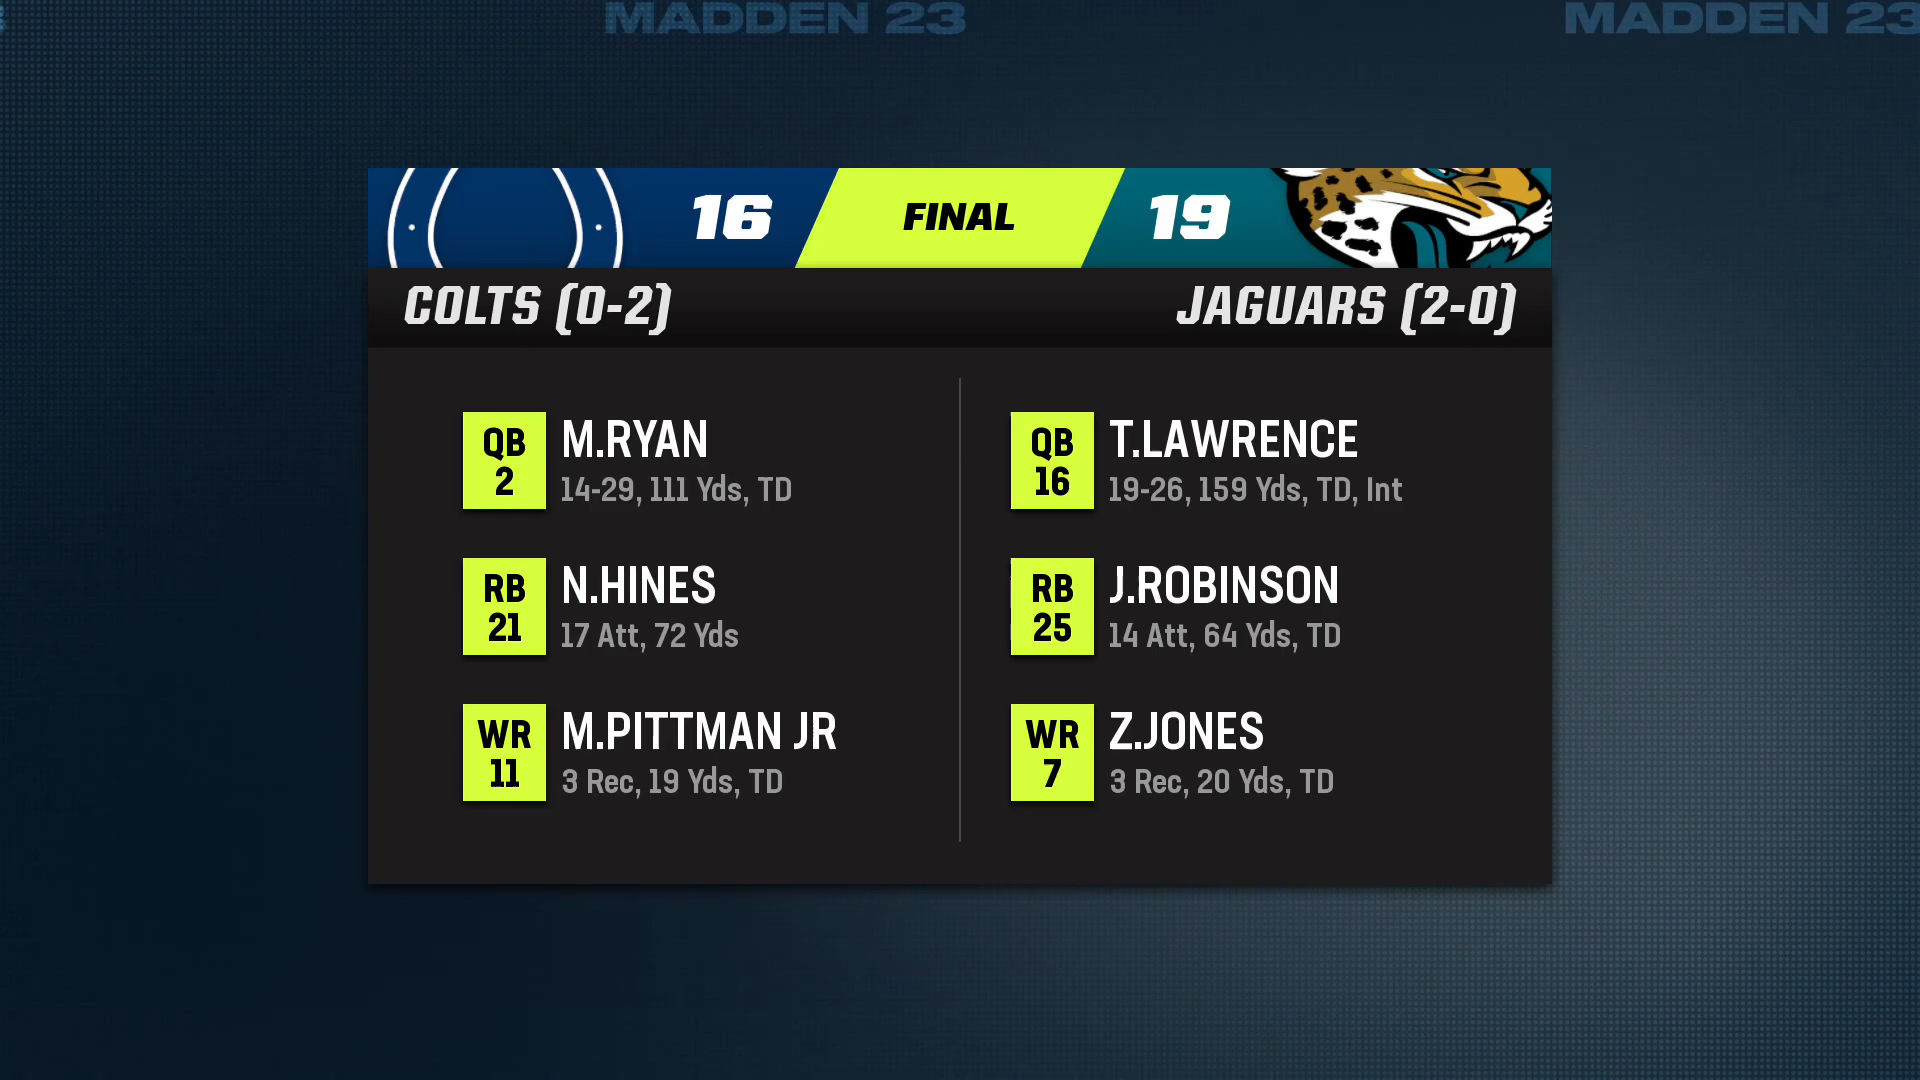 MADDEN 23
MADDEN 23
16 FINAL 19
COLTS (0-2)
JAGUARS (2-0)
QB
2
M.RYAN
14-29, 111 Yds, TD
RB
21
N.HINES
17 Att, 72 Yds
WR
11
M.PITTMAN JR
3 Rec, 19 Yds, TD
QB
16
T.LAWRENCE
19-26, 159 Yds, TD, Int
RB
25
J.ROBINSON
14 Att, 64 Yds, TD
WR
7
Z.JONES
3 Rec, 20 Yds, TD